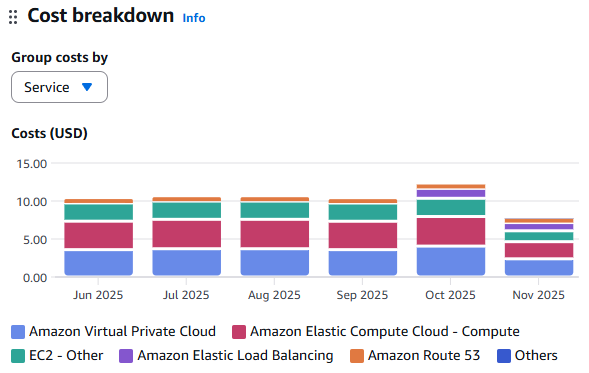 Cost breakdown Info
Group costs by
Service
Costs (USD)
15.00
10.00
5.00
0.00
Jun 2025 Jul 2025 Aug 2025 Sep 2025 Oct 2025 Nov 2025
Amazon Virtual Private Cloud Amazon Elastic Compute Cloud - Compute
EC2 - Other Amazon Elastic Load Balancing Amazon Route 53 Others